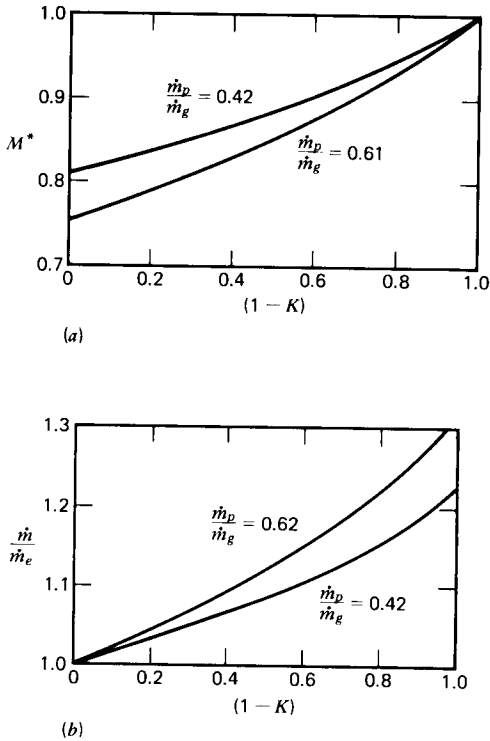 1.0
0.9
M*
0.8
0.7
ṁp/ṁg = 0.42
ṁp/ṁg = 0.61
0 0.2 0.4 0.6 0.8 1.0
(1 − K)
(a)
1.3
1.2
ṁ/ṁe
1.1
1.0
ṁp/ṁg = 0.62
ṁp/ṁg = 0.42
0 0.2 0.4 0.6 0.8 1.0
(1 − K)
(b)